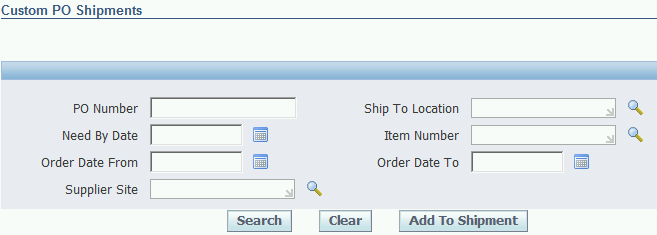 Custom PO Shipments
PO Number Ship To Location
Need By Date Item Number
Order Date From Order Date To
Supplier Site
Search Clear Add To Shipment